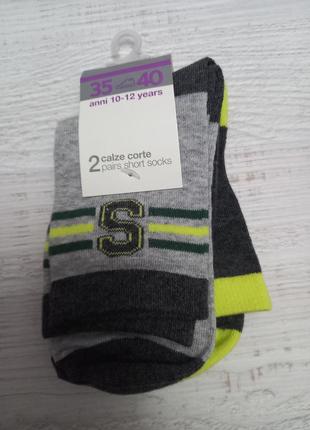 35 40
anni 10-12 years
2 calze corte
pairs short socks
S